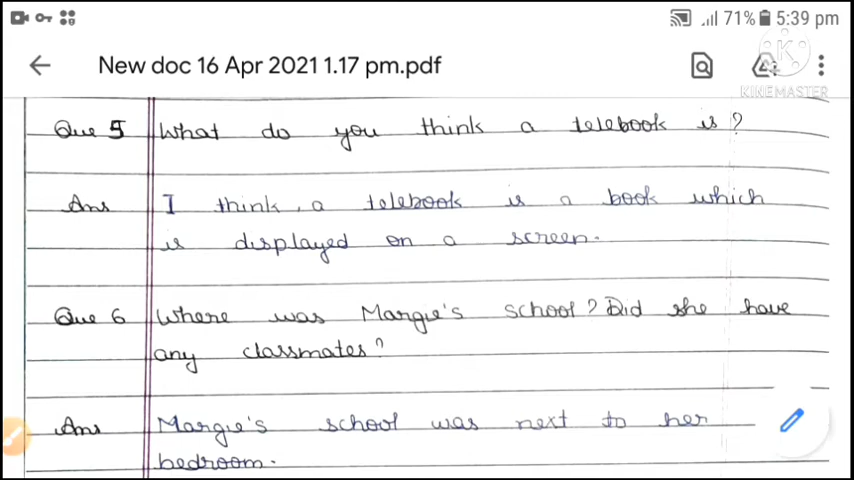 71% 5:39 pm
New doc 16 Apr 2021 1.17 pm.pdf
K
KINEMASTER
Que 5 What do you think a telebook is?
Ans I think, a telebook is a book which
is displayed on a screen.
Que 6 Where was Margie's school? Did she have
any classmates?
Ans Margie's school was next to her
bedroom.